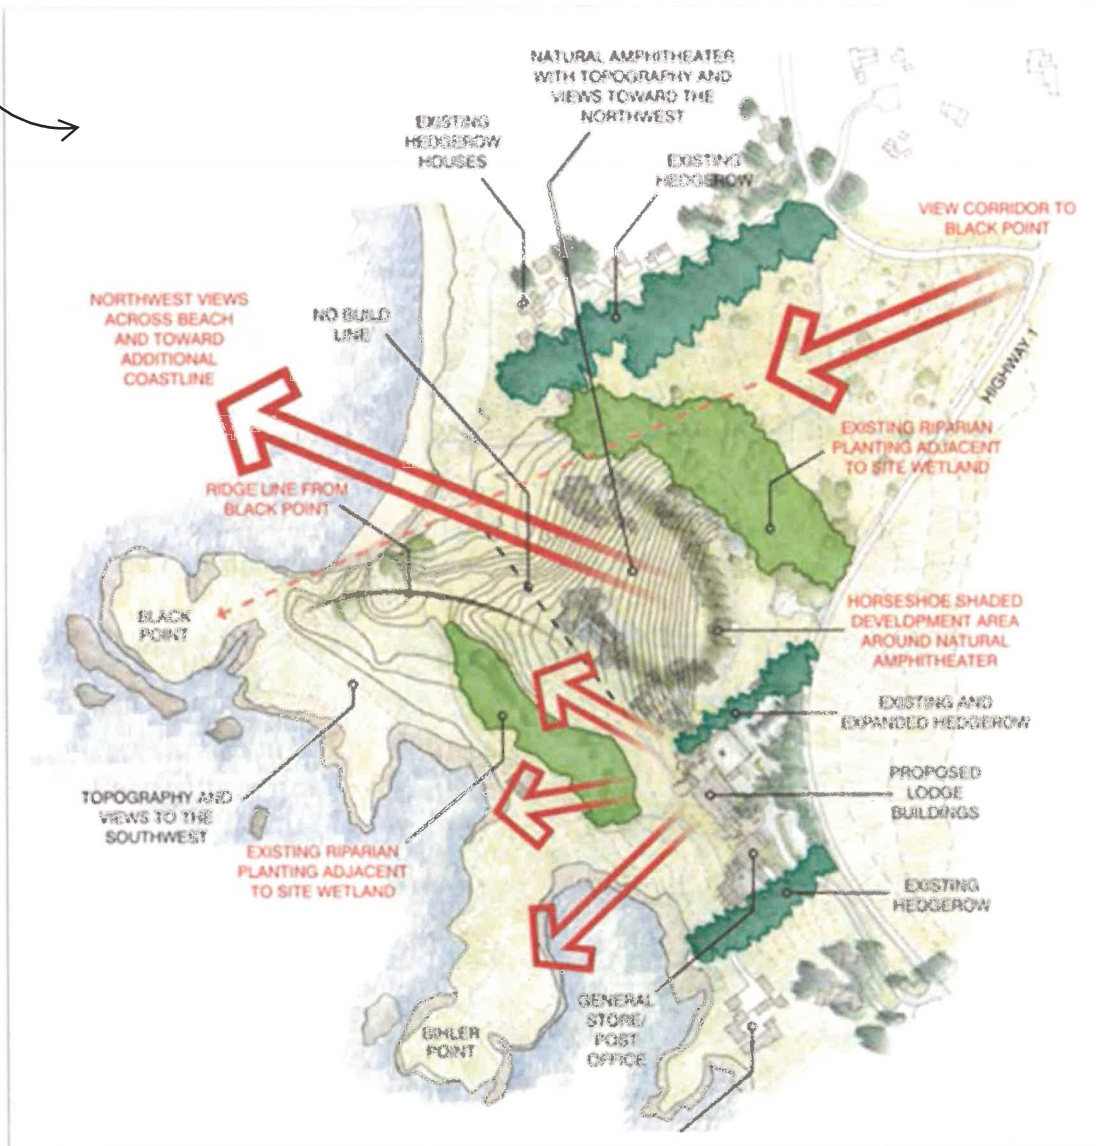 NATURAL AMPHITHEATER
WITH TOPOGRAPHY AND
VIEWS TOWARD THE
NORTHWEST
EXISTING
HEDGEROW
HOUSES
EXISTING
HEDGEROW
VIEW CORRIDOR TO
BLACK POINT
NORTHWEST VIEWS
ACROSS BEACH
AND TOWARD
ADDITIONAL
COASTLINE
NO BUILD
LINE
HIGHWAY 1
EXISTING RIPARIAN
PLANTING ADJACENT
TO SITE WETLAND
RIDGE LINE FROM
BLACK POINT
BLACK
POINT
HORSESHOE SHADED
DEVELOPMENT AREA
AROUND NATURAL
AMPHITHEATER
EXISTING AND
EXPANDED HEDGEROW
PROPOSED
LODGE
BUILDINGS
TOPOGRAPHY AND
VIEWS TO THE
SOUTHWEST
EXISTING RIPARIAN
PLANTING ADJACENT
TO SITE WETLAND
EXISTING
HEDGEROW
GENERAL
STORE/
POST
OFFICE
BIHLER
POINT